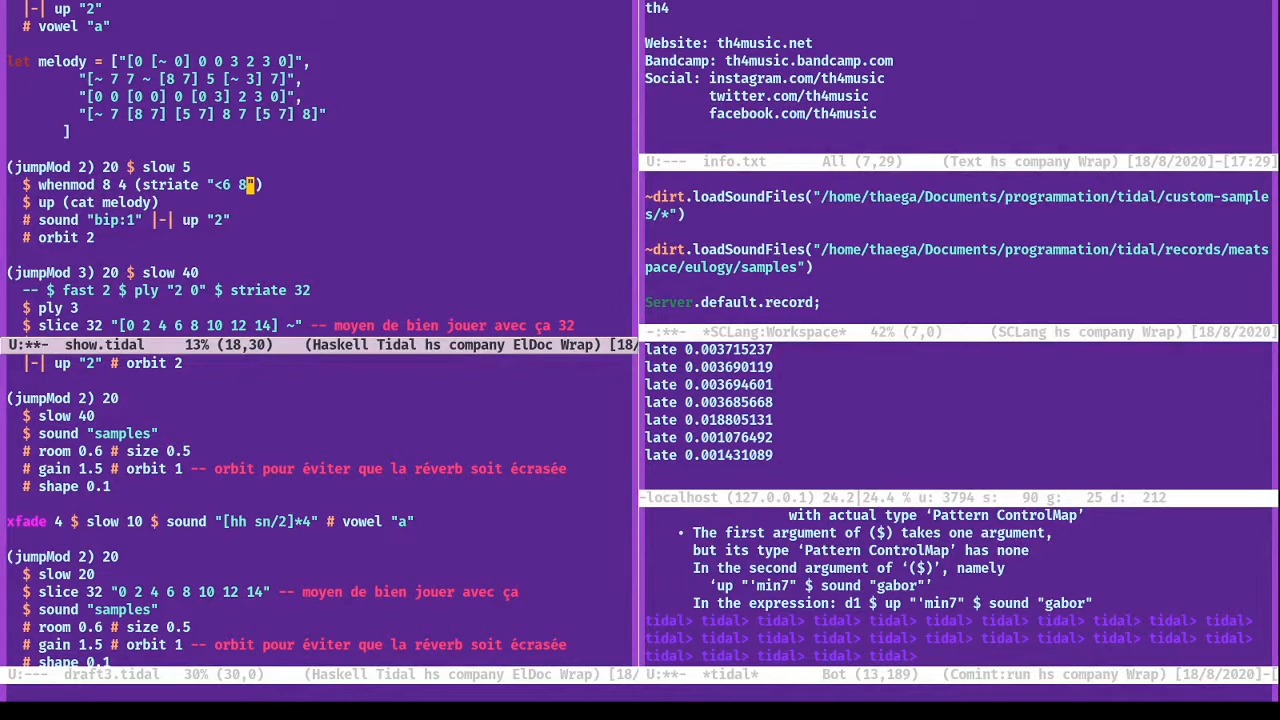 |-| up "2"
# vowel "a"
let melody = ["[0 [~ 0] 0 0 3 2 3 0]",
"[~ 7 7 ~ [8 7] 5 [~ 3] 7]",
"[0 0 [0 0] 0 [0 3] 2 3 0]",
"[~ 7 [8 7] [5 7] 8 7 [5 7] 8]"
]
(jumpMod 2) 20 $ slow 5
$ whenmod 8 4 (striate "<6 8")
$ up (cat melody)
# sound "bip:1" |-| up "2"
# orbit 2
(jumpMod 3) 20 $ slow 40
-- $ fast 2 $ ply "2 0" $ striate 32
$ ply 3
$ slice 32 "[0 2 4 6 8 10 12 14] ~" -- moyen de bien jouer avec ça 32
U:**-  show.tidal     13% (18,30)    (Haskell Tidal hs company ElDoc Wrap) [18/
|-| up "2" # orbit 2
(jumpMod 2) 20
$ slow 40
$ sound "samples"
# room 0.6 # size 0.5
# gain 1.5 # orbit 1 -- orbit pour éviter que la réverb soit écrasée
# shape 0.1
xfade 4 $ slow 10 $ sound "[hh sn/2]*4" # vowel "a"
(jumpMod 2) 20
$ slow 20
$ slice 32 "0 2 4 6 8 10 12 14" -- moyen de bien jouer avec ça
$ sound "samples"
# room 0.6 # size 0.5
# gain 1.5 # orbit 1 -- orbit pour éviter que la réverb soit écrasée
# shape 0.1
U:---  draft3.tidal   30% (30,0)     (Haskell Tidal hs company ElDoc Wrap) [18/
th4
Website: th4music.net
Bandcamp: th4music.bandcamp.com
Social: instagram.com/th4music
twitter.com/th4music
facebook.com/th4music
U:---  info.txt       All (7,29)     (Text hs company Wrap) [18/8/2020]-[17:29]
~dirt.loadSoundFiles("/home/thaega/Documents/programmation/tidal/custom-sample
s/*")
~dirt.loadSoundFiles("/home/thaega/Documents/programmation/tidal/records/meats
pace/eulogy/samples")
Server.default.record;
-:**-  *SCLang:Workspace*   42% (7,0)      (SCLang hs company Wrap) [18/8/2020]
late 0.003715237
late 0.003690119
late 0.003694601
late 0.003685668
late 0.018805131
late 0.001076492
late 0.001431089
-localhost (127.0.0.1) 24.2|24.4 % u: 3794 s:   90 g:   25 d:  212
with actual type ‘Pattern ControlMap’
• The first argument of ($) takes one argument,
but its type ‘Pattern ControlMap’ has none
In the second argument of ‘($)’, namely
‘up "'min7" $ sound "gabor"’
In the expression: d1 $ up "'min7" $ sound "gabor"
tidal> tidal> tidal> tidal> tidal> tidal> tidal> tidal> tidal> tidal> tidal>
tidal> tidal> tidal> tidal> tidal> tidal> tidal> tidal> tidal> tidal> tidal>
tidal> tidal> tidal> tidal> tidal>
U:**-  *tidal*        Bot (13,189)   (Comint:run hs company Wrap) [18/8/2020]-[